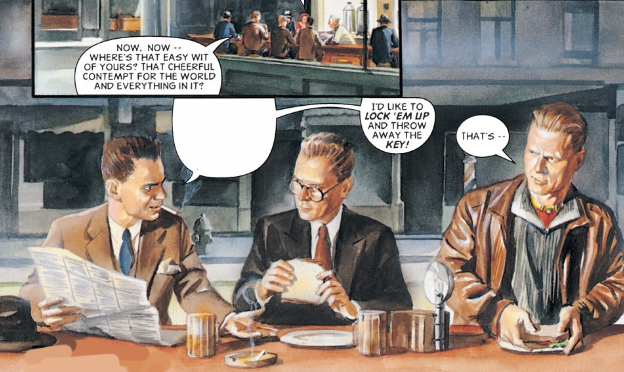 NOW, NOW --
WHERE'S THAT EASY WIT
OF YOURS? THAT CHEERFUL
CONTEMPT FOR THE WORLD
AND EVERYTHING IN IT?
I'D LIKE TO
LOCK 'EM UP
AND THROW
AWAY THE
KEY!
THAT'S --